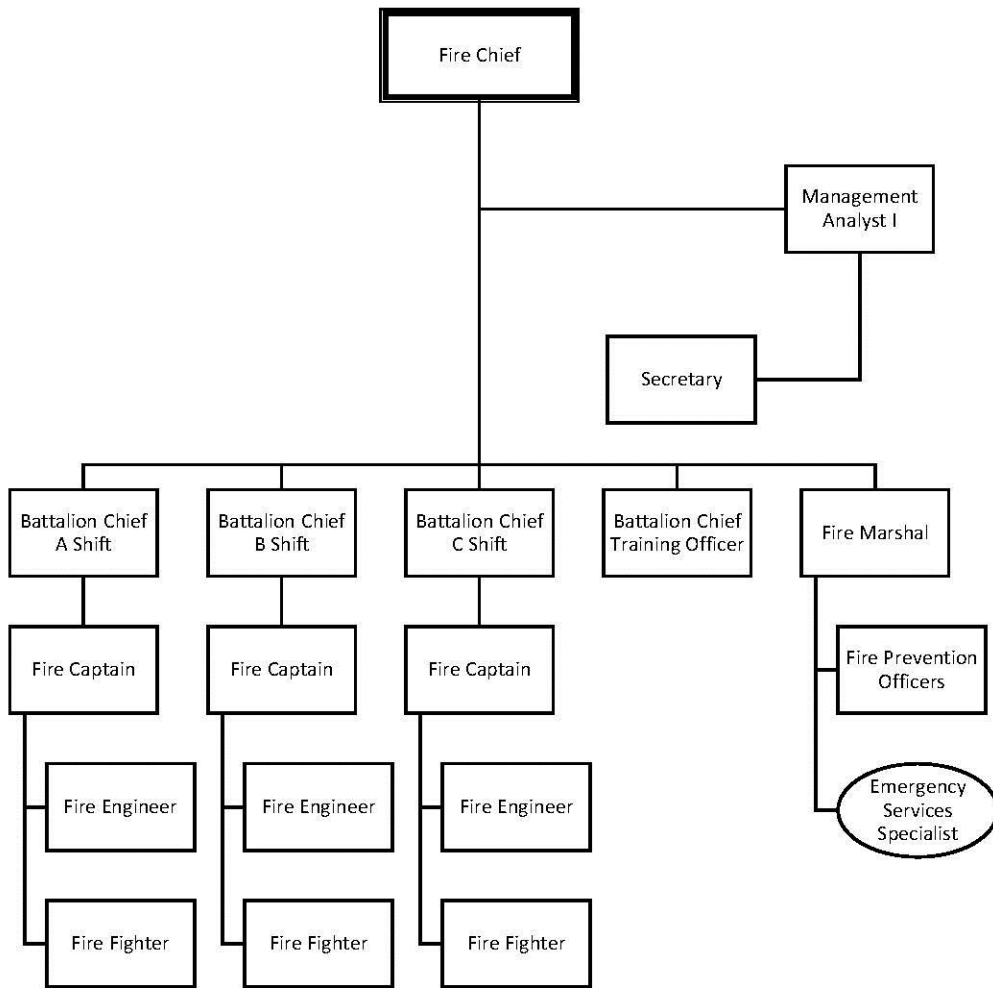 Fire Chief
Management
Analyst I
Secretary
Battalion Chief
A Shift
Battalion Chief
B Shift
Battalion Chief
C Shift
Battalion Chief
Training Officer
Fire Marshal
Fire Captain
Fire Captain
Fire Captain
Fire Prevention
Officers
Fire Engineer
Fire Engineer
Fire Engineer
Emergency
Services
Specialist
Fire Fighter
Fire Fighter
Fire Fighter